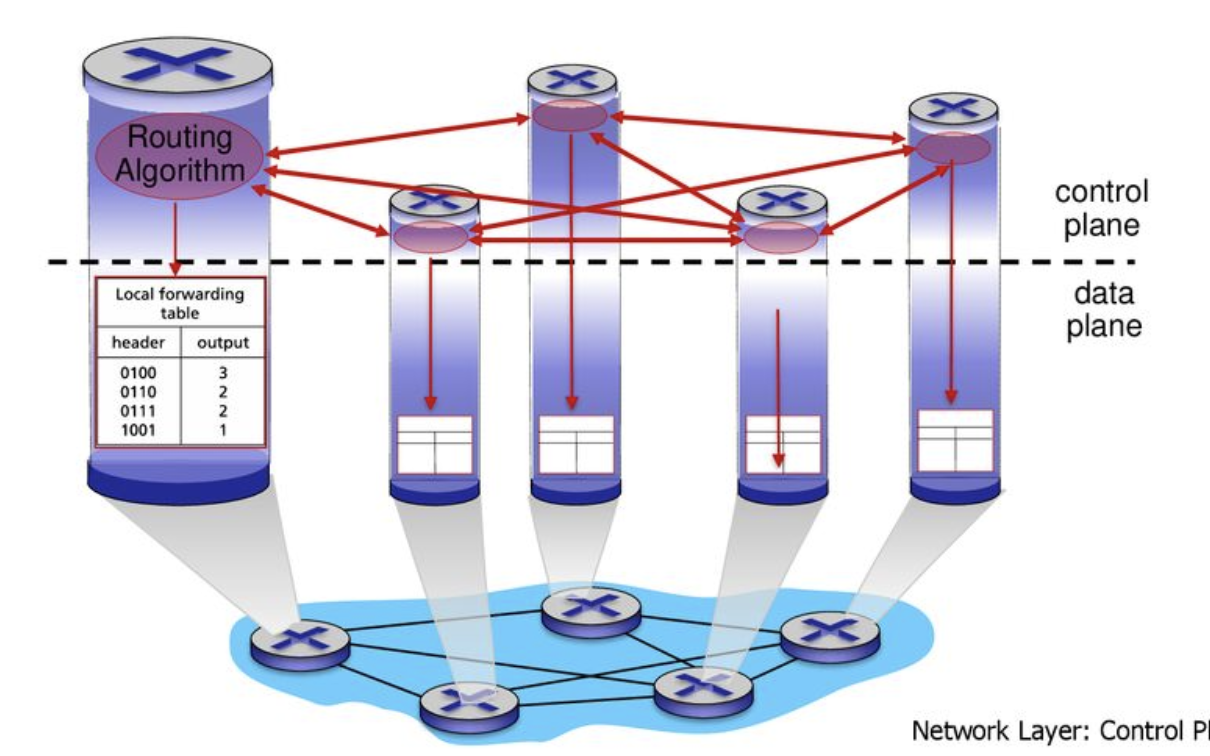 Routing
Algorithm
control
plane
data
plane
Local forwarding
table
header output
0100 3
0110 2
0111 2
1001 1
Network Layer: Control Pl